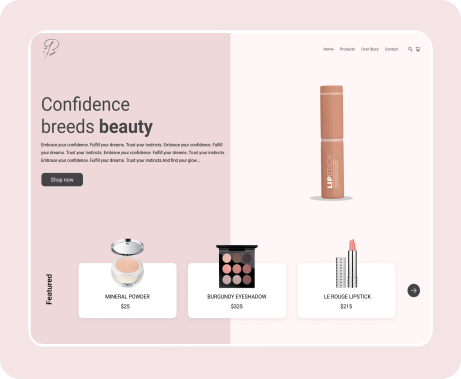 B
Home Products Over Story Contact
Confidence
breeds beauty
Embrace your confidence. Fulfill your dreams. Trust your instincts. Embrace your confidence. Fulfill
your dreams. Trust your instincts. Embrace your confidence. Fulfill your dreams. Trust your instincts.
Embrace your confidence. Fulfill your dreams. Trust your instincts.And find your glow...
Shop now
LIPSTICK
Featured
MINERAL POWDER
$25
BURGUNDY EYESHADOW
$325
LE ROUGE LIPSTICK
$215